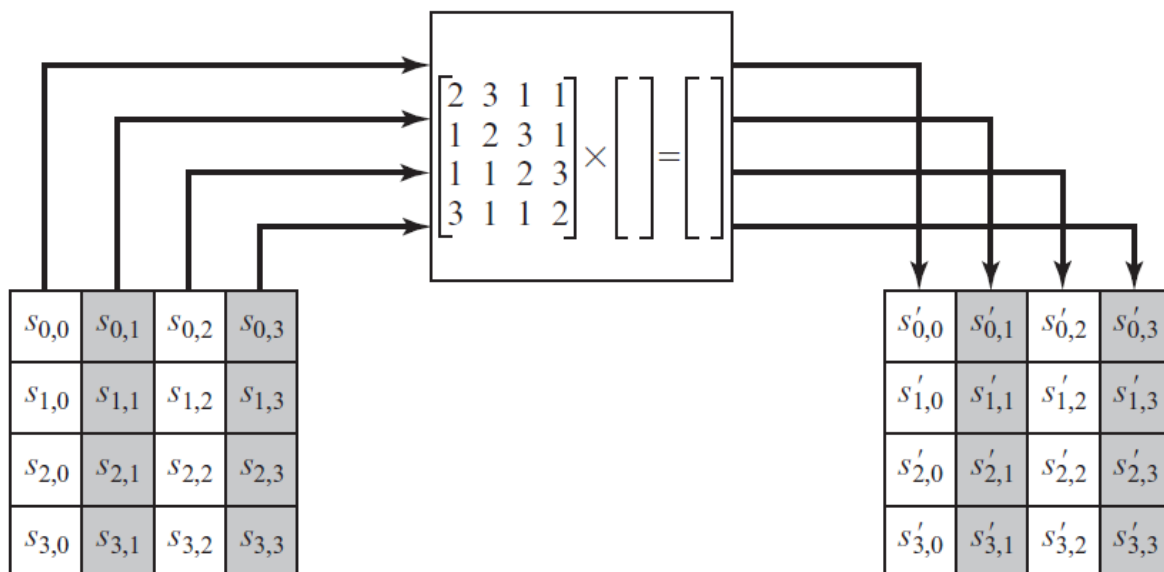 2 3 1 1
1 2 3 1
1 1 2 3
3 1 1 2
× =
s0,0 s0,1 s0,2 s0,3
s1,0 s1,1 s1,2 s1,3
s2,0 s2,1 s2,2 s2,3
s3,0 s3,1 s3,2 s3,3
s′0,0 s′0,1 s′0,2 s′0,3
s′1,0 s′1,1 s′1,2 s′1,3
s′2,0 s′2,1 s′2,2 s′2,3
s′3,0 s′3,1 s′3,2 s′3,3